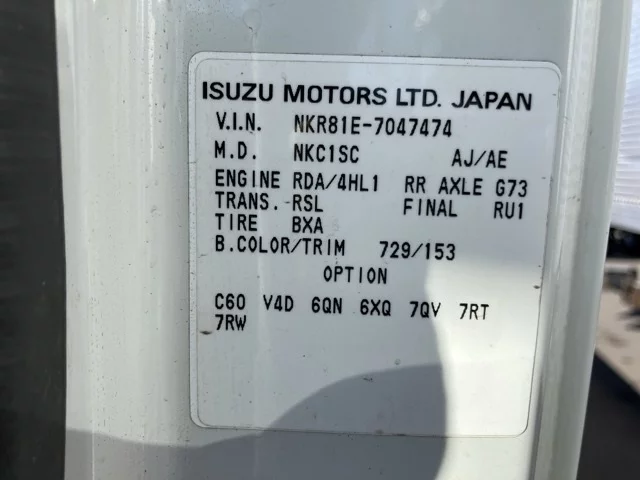 ISUZU MOTORS LTD. JAPAN
V.I.N. NKR81E-7047474
M.D. NKC1SC AJ/AE
ENGINE RDA/4HL1 RR AXLE G73
TRANS. -RSL FINAL RU1
TIRE BXA
B.COLOR/TRIM 729/153
OPTION
C60 V4D 6QN 6XQ 7QV 7RT
7RW